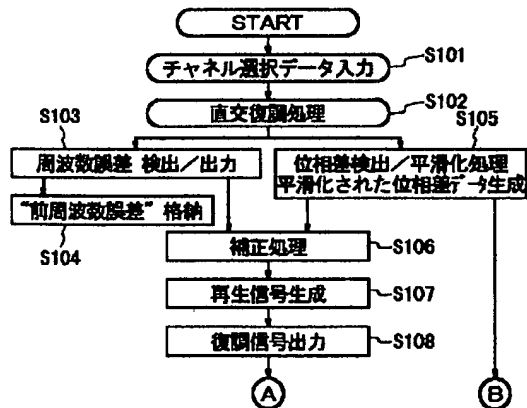 START
S101
チャネル選択データ入力
S102
直交復調処理
S103
S105
周波数誤差 検出／出力
位相差検出／平滑化処理
平滑化された位相差データ生成
“前周波数誤差” 格納
S104
補正処理
S106
再生信号生成
S107
復調信号出力
S108
A
B